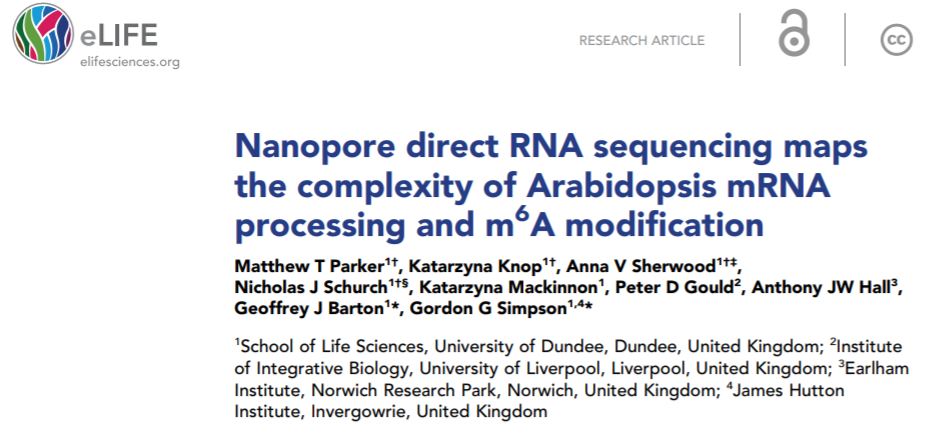 eLIFE
elifesciences.org
RESEARCH ARTICLE
cc
Nanopore direct RNA sequencing maps
the complexity of Arabidopsis mRNA
processing and m⁶A modification
Matthew T Parker¹†, Katarzyna Knop¹†, Anna V Sherwood¹†‡,
Nicholas J Schurch¹†§, Katarzyna Mackinnon¹, Peter D Gould², Anthony JW Hall³,
Geoffrey J Barton¹*, Gordon G Simpson¹,⁴*
¹School of Life Sciences, University of Dundee, Dundee, United Kingdom; ²Institute
of Integrative Biology, University of Liverpool, Liverpool, United Kingdom; ³Earlham
Institute, Norwich Research Park, Norwich, United Kingdom; ⁴James Hutton
Institute, Invergowrie, United Kingdom